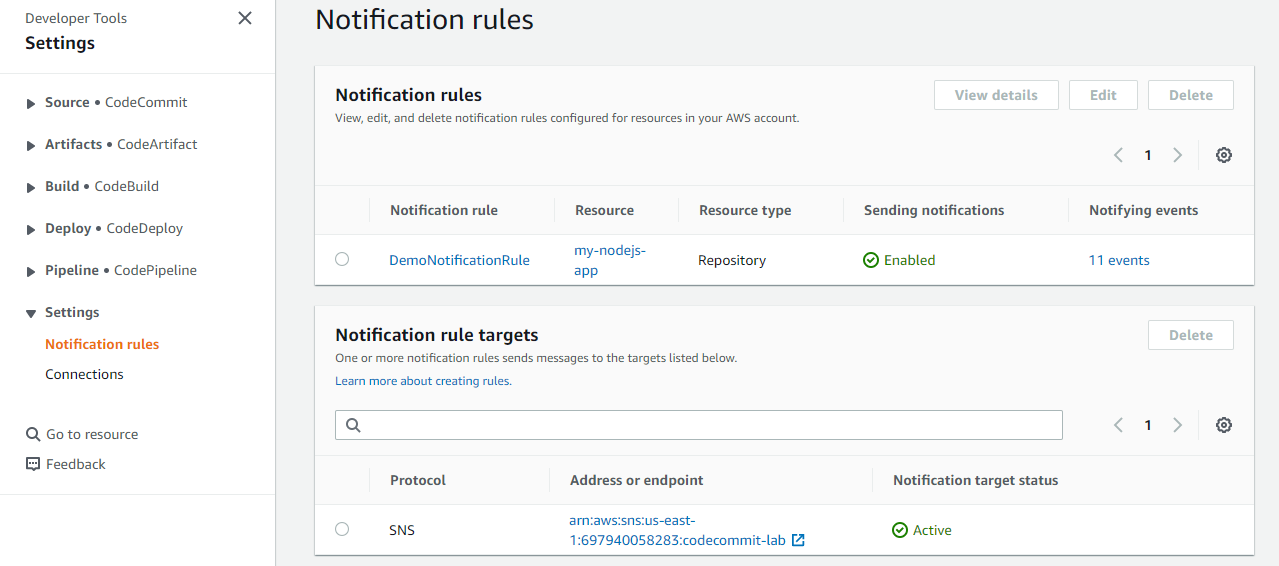 Developer Tools
Settings
Source • CodeCommit
Artifacts • CodeArtifact
Build • CodeBuild
Deploy • CodeDeploy
Pipeline • CodePipeline
Settings
Notification rules
Connections
Go to resource
Feedback
Notification rules
Notification rules
View details
Edit
Delete
View, edit, and delete notification rules configured for resources in your AWS account.
1
Notification rule
Resource
Resource type
Sending notifications
Notifying events
DemoNotificationRule
my-nodejs-
app
Repository
Enabled
11 events
Notification rule targets
Delete
One or more notification rules sends messages to the targets listed below.
Learn more about creating rules.
1
Protocol
Address or endpoint
Notification target status
SNS
arn:aws:sns:us-east-
1:697940058283:codecommit-lab
Active